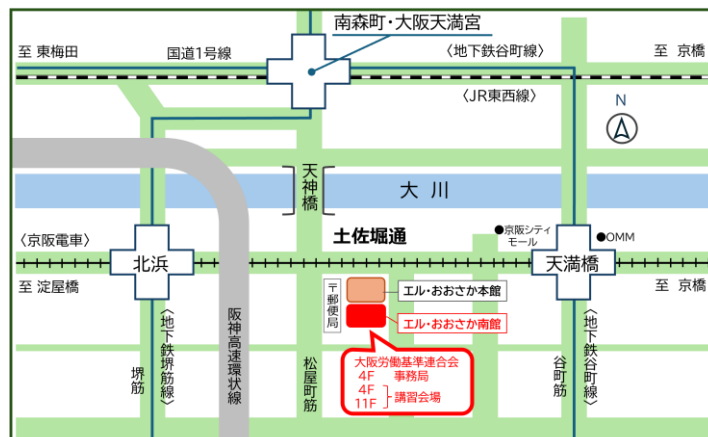 南森町・大阪天満宮
至 東梅田
国道1号線
〈地下鉄谷町線〉
至 京橋
〈JR東西線〉
N
天神橋
大 川
〈京阪電車〉
土佐堀通
●京阪シティ
モール
●OMM
北浜
天満橋
至 淀屋橋
至 京橋
〒郵便局
エル・おおさか本館
エル・おおさか南館
大阪労働基準連合会
4F 事務局
4F
11F
講習会場
堺筋
〈地下鉄堺筋線〉
阪神高速環状線
松屋町筋
谷町筋
〈地下鉄谷町線〉